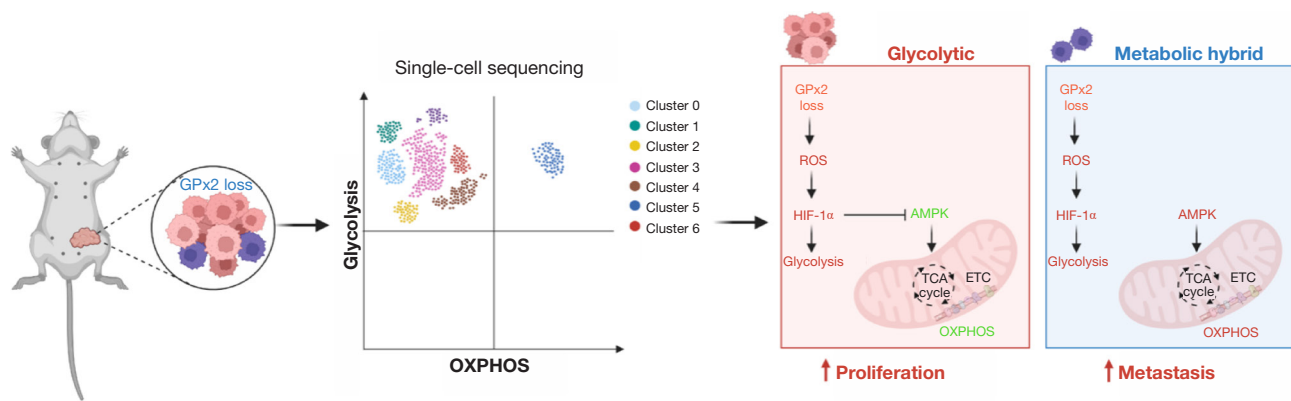 GPx2 loss
Single-cell sequencing
Glycolysis
OXPHOS
Cluster 0
Cluster 1
Cluster 2
Cluster 3
Cluster 4
Cluster 5
Cluster 6
Glycolytic
GPx2
loss
ROS
HIF-1α
AMPK
Glycolysis
TCA
cycle
ETC
OXPHOS
Proliferation
Metabolic hybrid
GPx2
loss
ROS
HIF-1α
AMPK
Glycolysis
TCA
cycle
ETC
OXPHOS
Metastasis